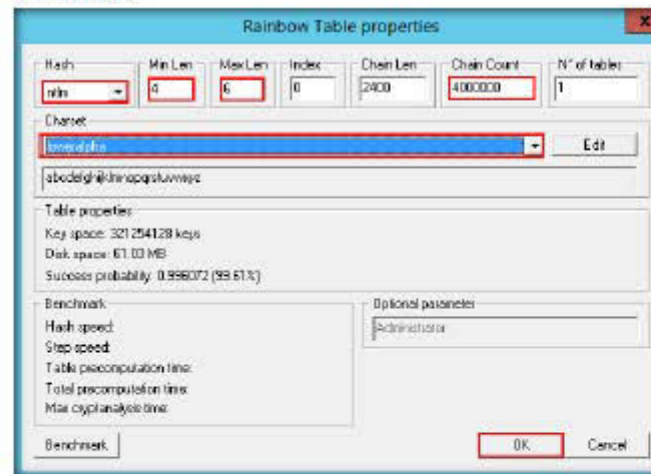 Rainbow Table properties
x
Hash Min Len Max Len Index Chain Len Chain Count N° of tables
ntlm 4 6 0 2400 4000000 1
Charset
loweralpha Edit
abcdefghijklmnopqrstuvwxyz
Table properties
Key space: 321254128 keys
Disk space: 61.03 MB
Success probability: 0.996072 (99.61%)
Benchmark Optional parameter
Hash speed: Administrator
Step speed:
Table precomputation time:
Total precomputation time:
Max cryptanalysis time:
Benchmark OK Cancel